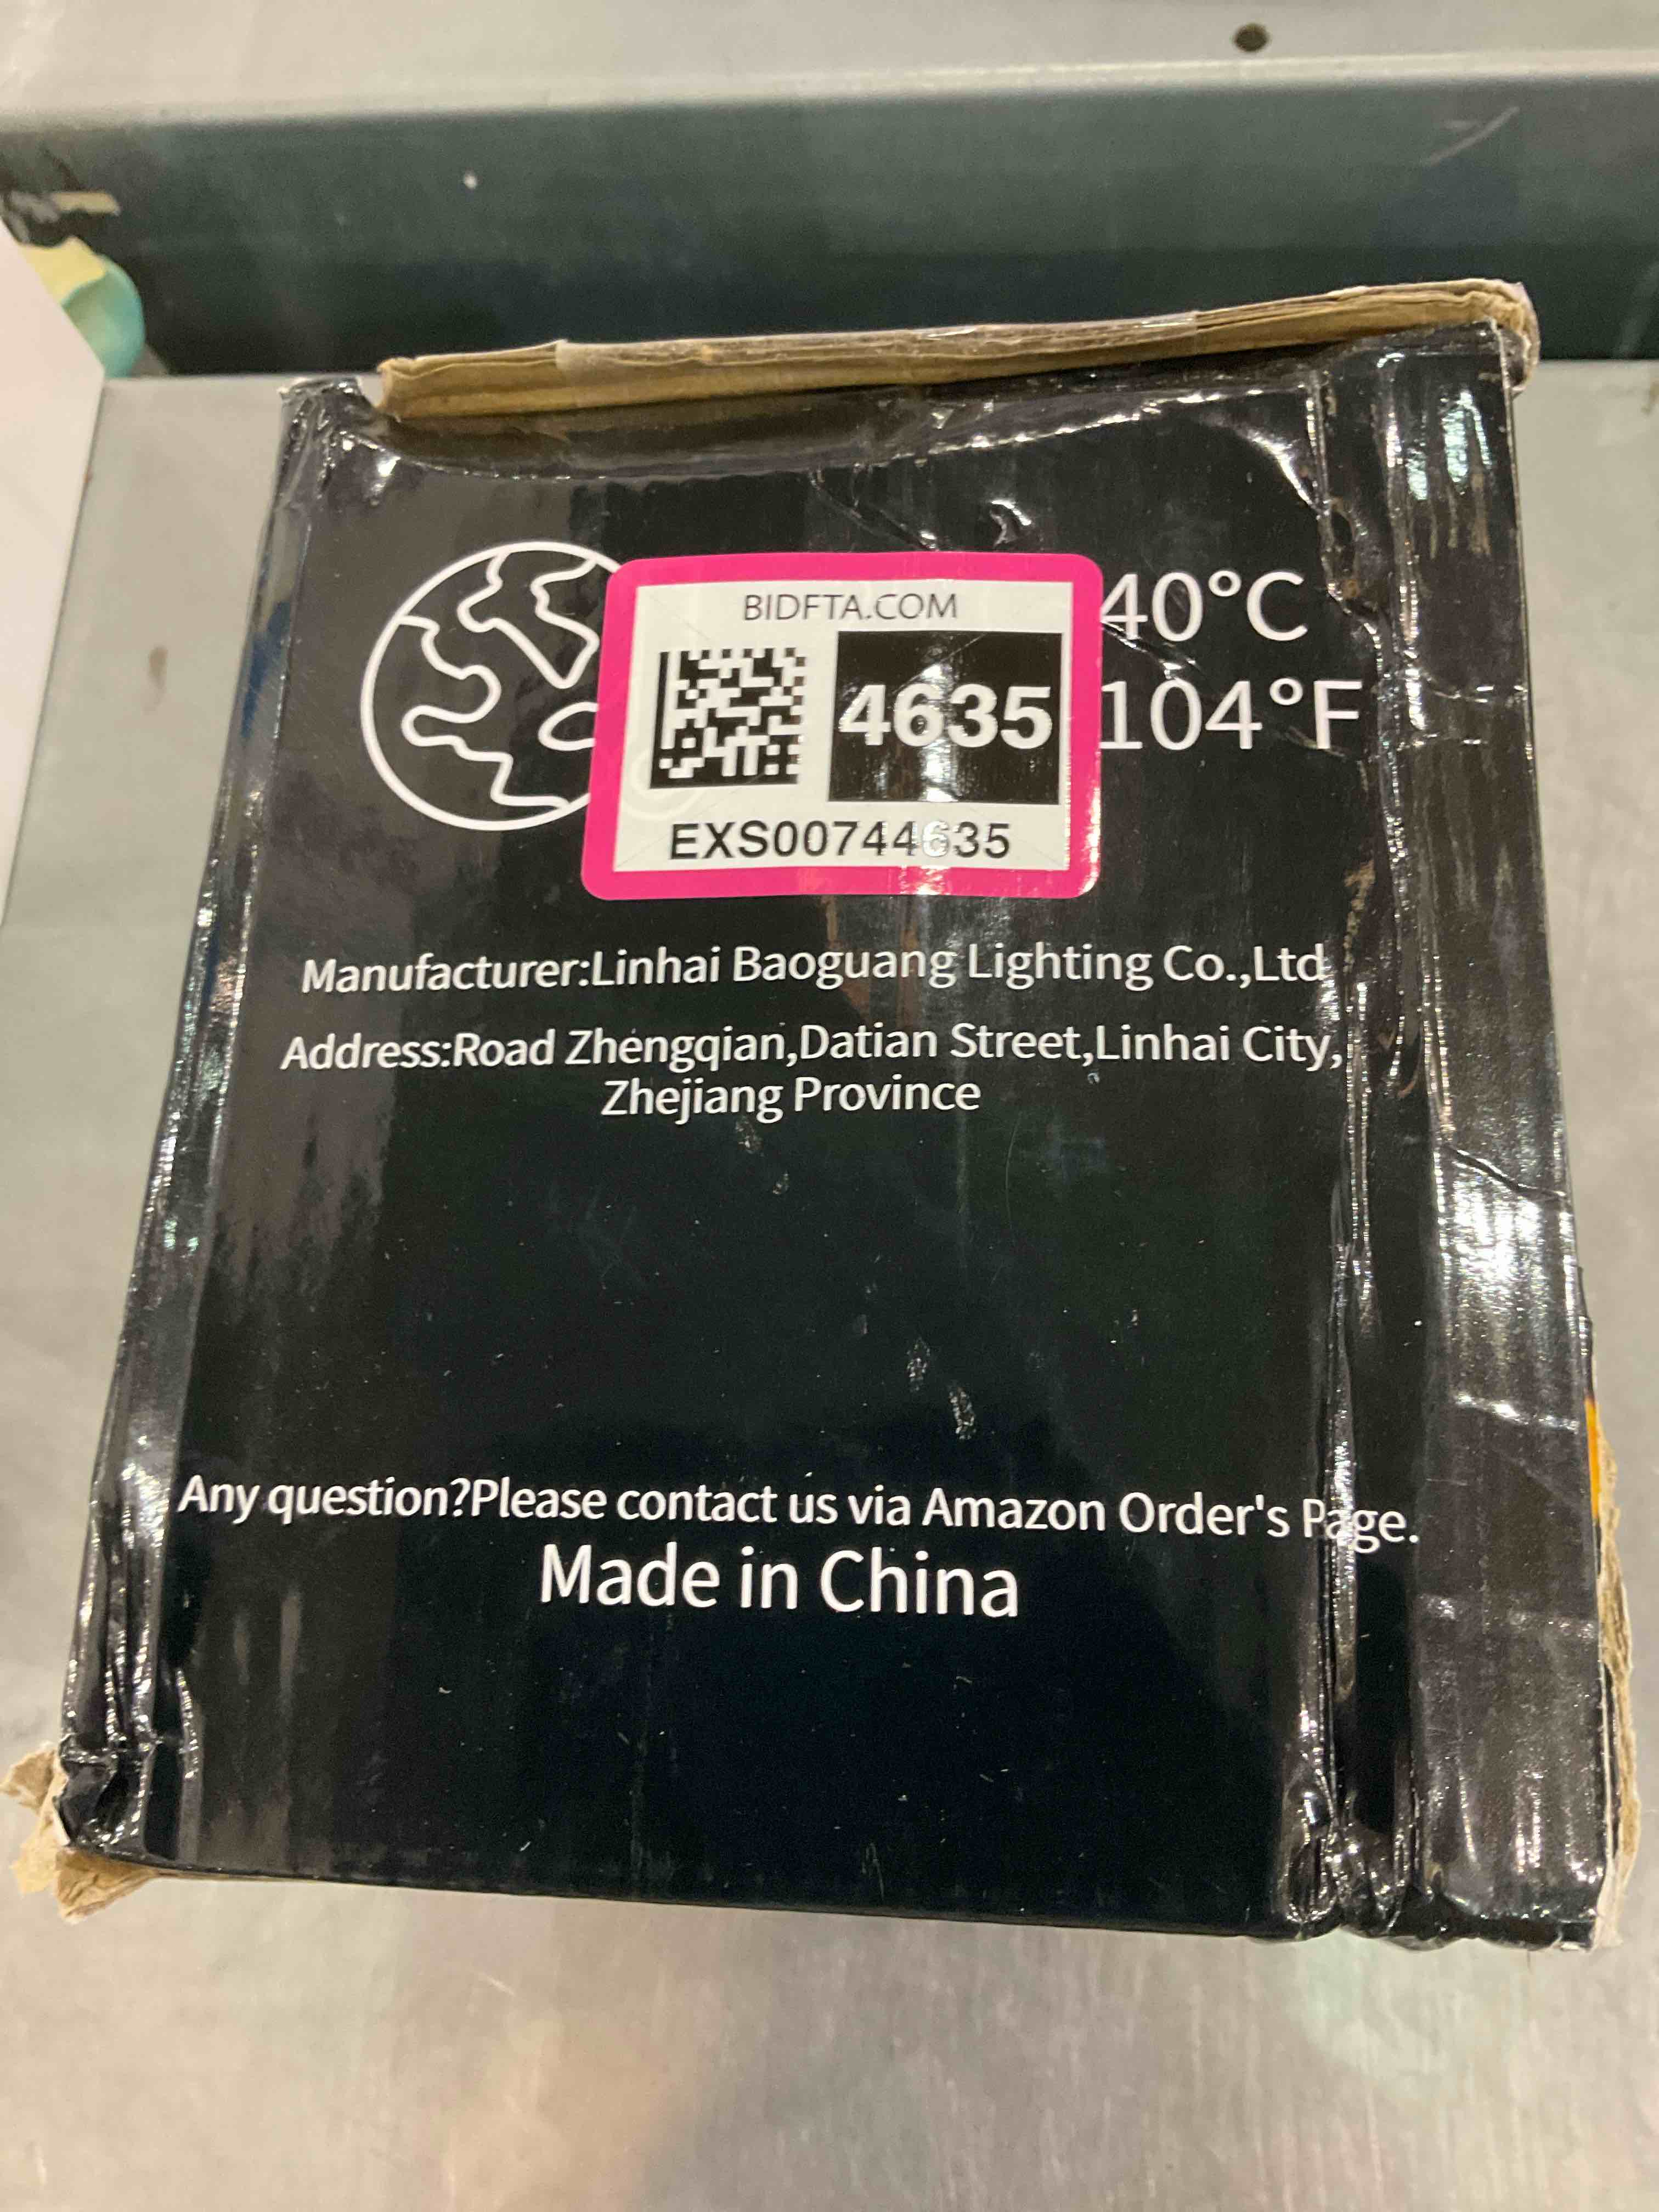 BIDFTA.COM
4635
EXS00744635
40°C
104°F
Manufacturer:Linhai Baoguang Lighting Co.,Ltd
Address:Road Zhengqian,Datian Street,Linhai City,
Zhejiang Province
Any question?Please contact us via Amazon Order's Page.
Made in China